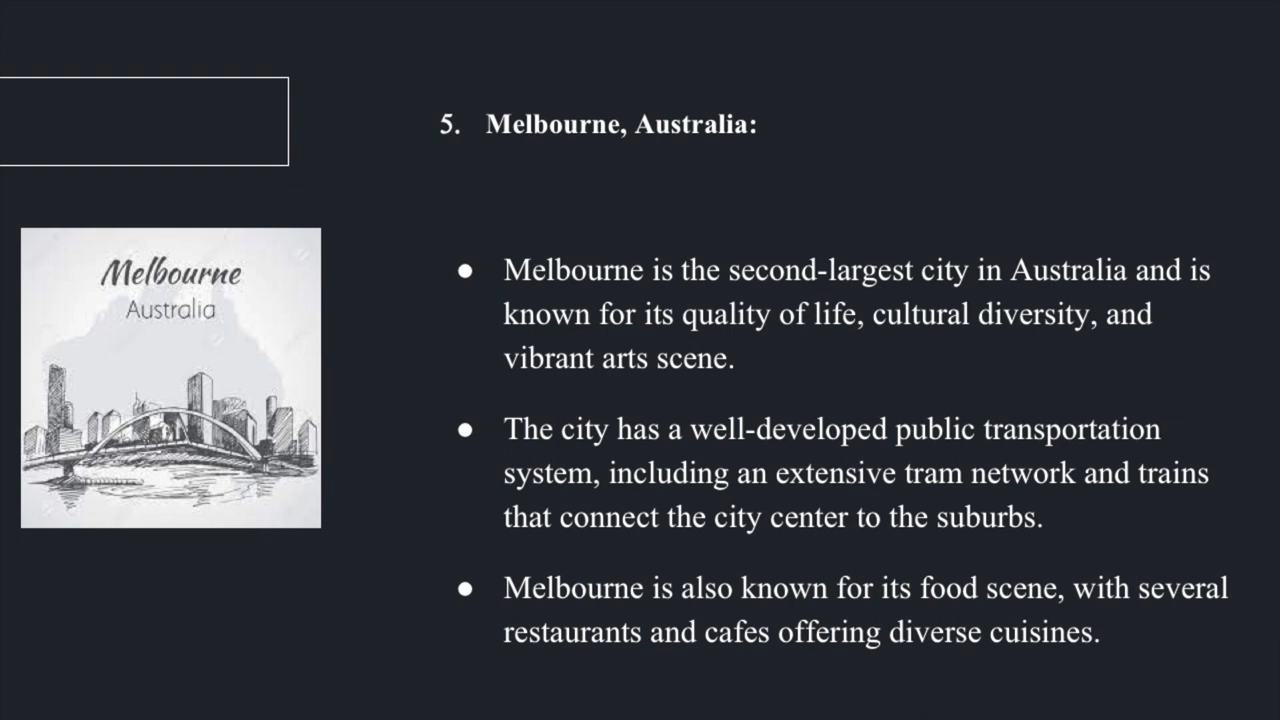 5. Melbourne, Australia:
Melbourne
Australia
● Melbourne is the second-largest city in Australia and is
known for its quality of life, cultural diversity, and
vibrant arts scene.
● The city has a well-developed public transportation
system, including an extensive tram network and trains
that connect the city center to the suburbs.
● Melbourne is also known for its food scene, with several
restaurants and cafes offering diverse cuisines.